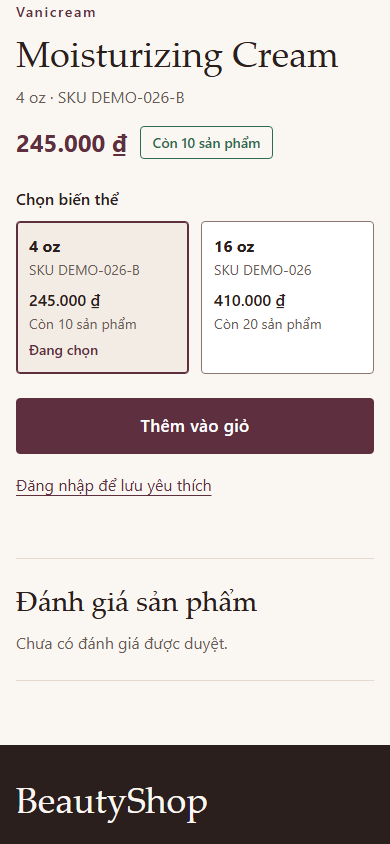 Vanicream
Moisturizing Cream
4 oz · SKU DEMO-026-B
245.000 ₫
Còn 10 sản phẩm
Chọn biến thể
4 oz
SKU DEMO-026-B
245.000 ₫
Còn 10 sản phẩm
Đang chọn
16 oz
SKU DEMO-026
410.000 ₫
Còn 20 sản phẩm
Thêm vào giỏ
Đăng nhập để lưu yêu thích
Đánh giá sản phẩm
Chưa có đánh giá được duyệt.
BeautyShop